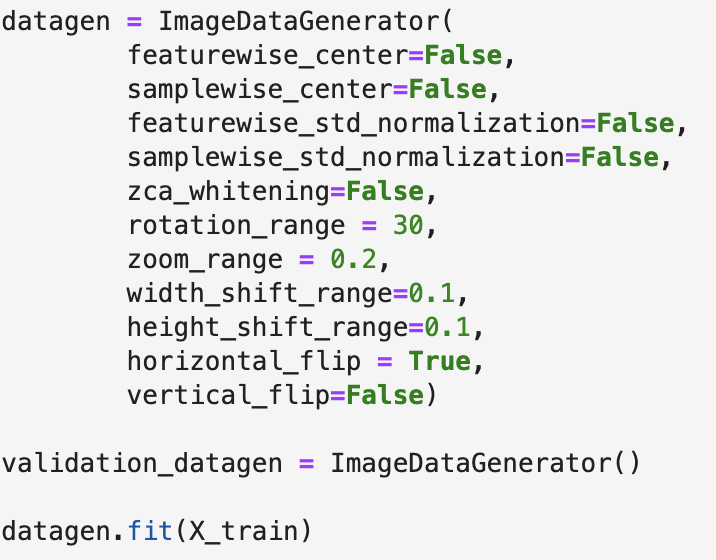 datagen = ImageDataGenerator(
featurewise_center=False,
samplewise_center=False,
featurewise_std_normalization=False,
samplewise_std_normalization=False,
zca_whitening=False,
rotation_range = 30,
zoom_range = 0.2,
width_shift_range=0.1,
height_shift_range=0.1,
horizontal_flip = True,
vertical_flip=False)
validation_datagen = ImageDataGenerator()
datagen.fit(X_train)